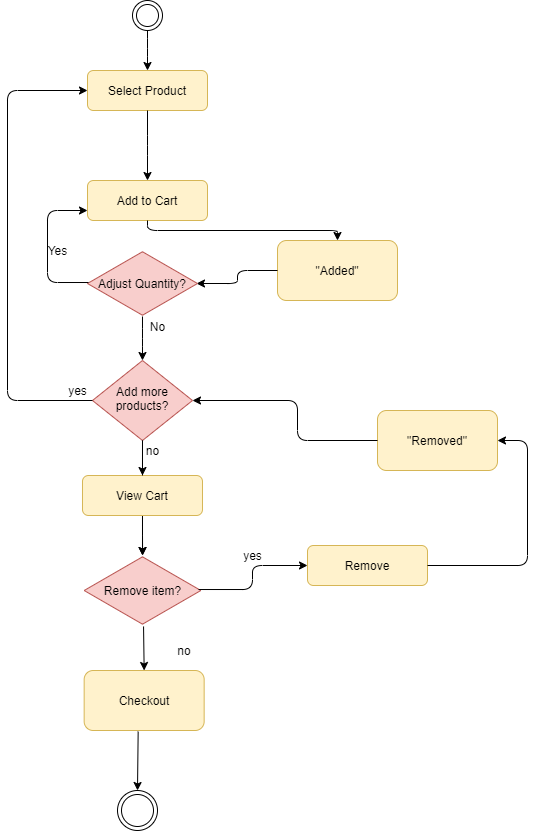 Select Product
Add to Cart
Yes
"Added"
Adjust Quantity?
No
yes
Add more
products?
"Removed"
no
View Cart
yes
Remove
Remove item?
no
Checkout